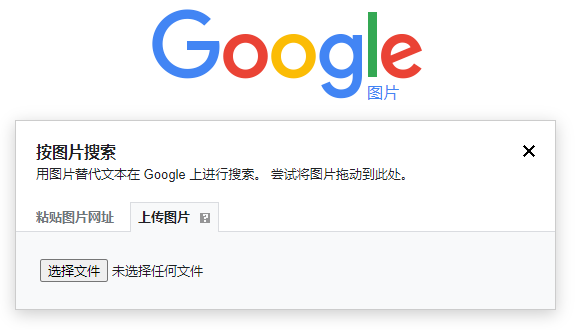 Google
图片
按图片搜索
用图片替代文本在 Google 上进行搜索。 尝试将图片拖动到此处。
粘贴图片网址 上传图片 ?
选择文件 未选择任何文件